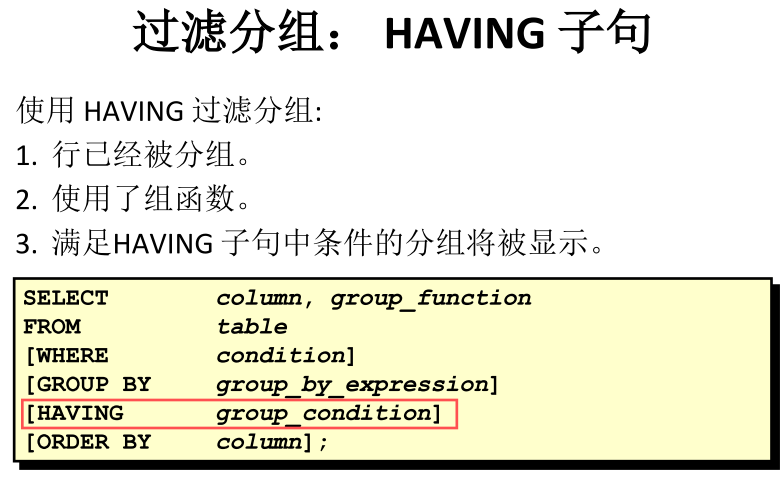 过滤分组： HAVING 子句
使用 HAVING 过滤分组:
1. 行已经被分组。
2. 使用了组函数。
3. 满足HAVING 子句中条件的分组将被显示。
SELECT column, group_function
FROM table
[WHERE condition]
[GROUP BY group_by_expression]
[HAVING group_condition]
[ORDER BY column];